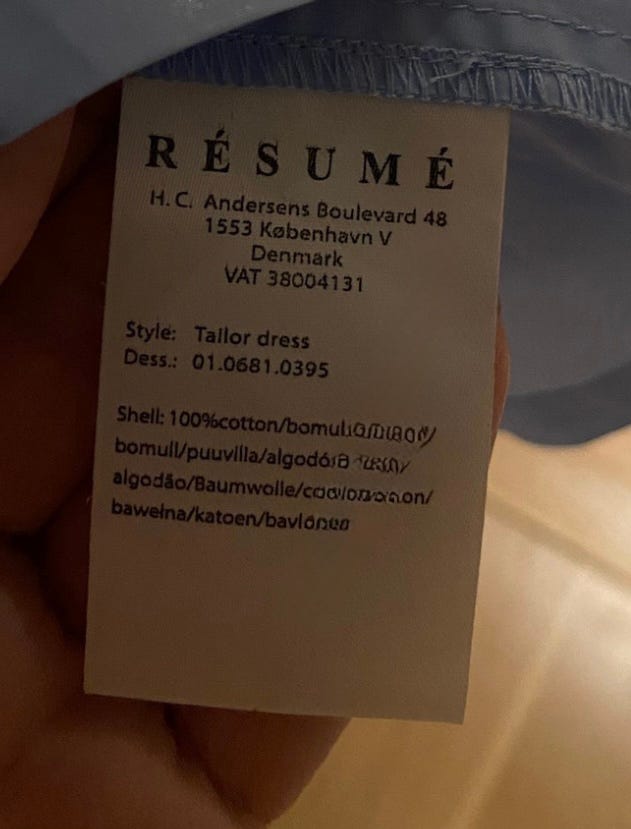 RÉSUMÉ
H. C. Andersens Boulevard 48
1553 København V
Denmark
VAT 38004131
Style: Tailor dress
Dess.: 01.0681.0395
Shell: 100%cotton/
bomull/puuvilla/
algodão/Baumwolle/
bawełna/katoen/